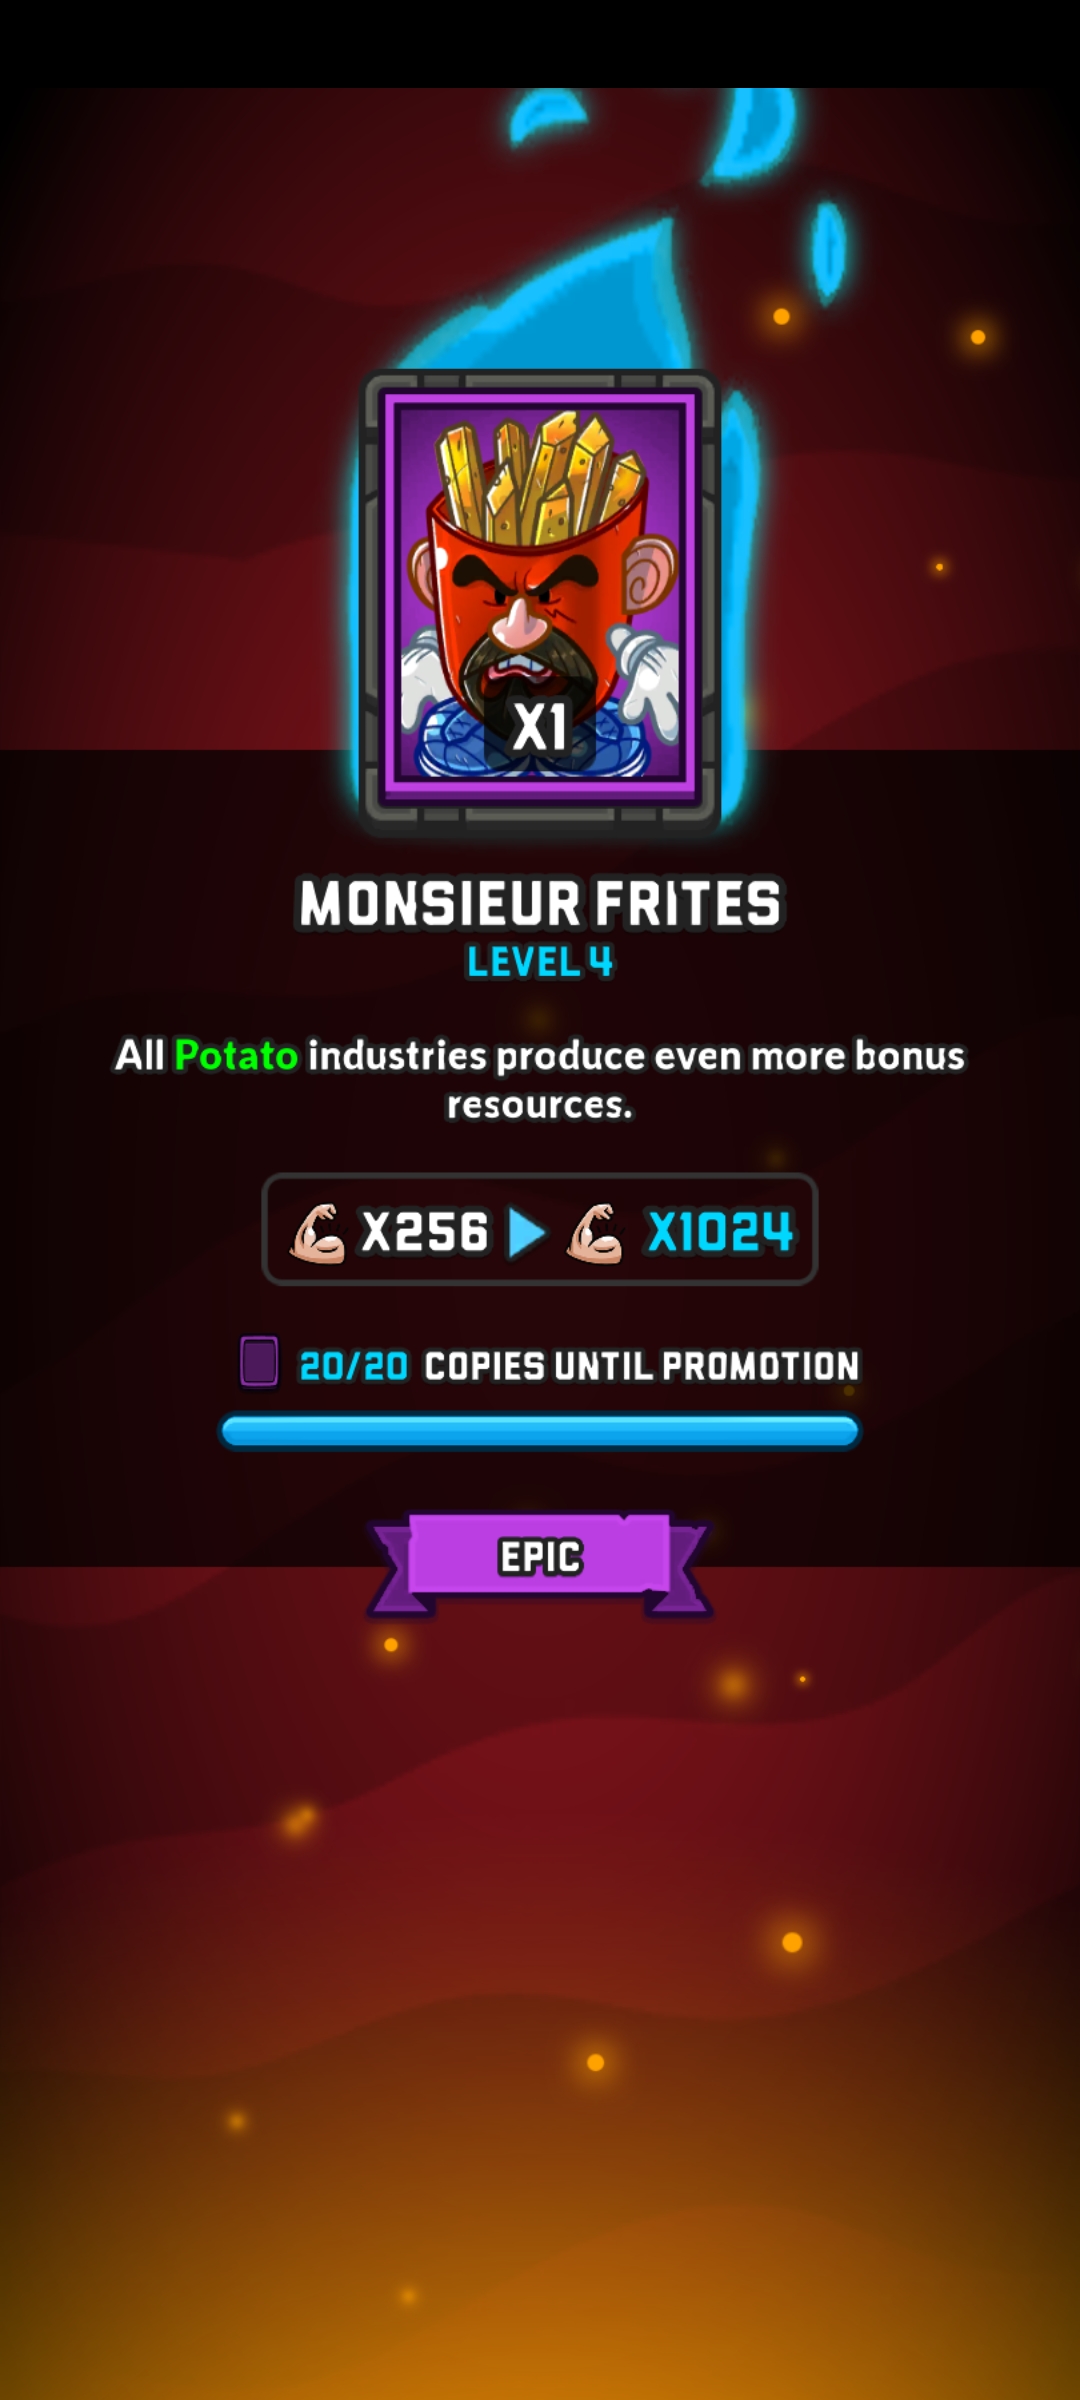 X1
MONSIEUR FRITES
LEVEL 4
All Potato industries produce even more bonus
resources.
X256 X1024
20/20 COPIES UNTIL PROMOTION
EPIC